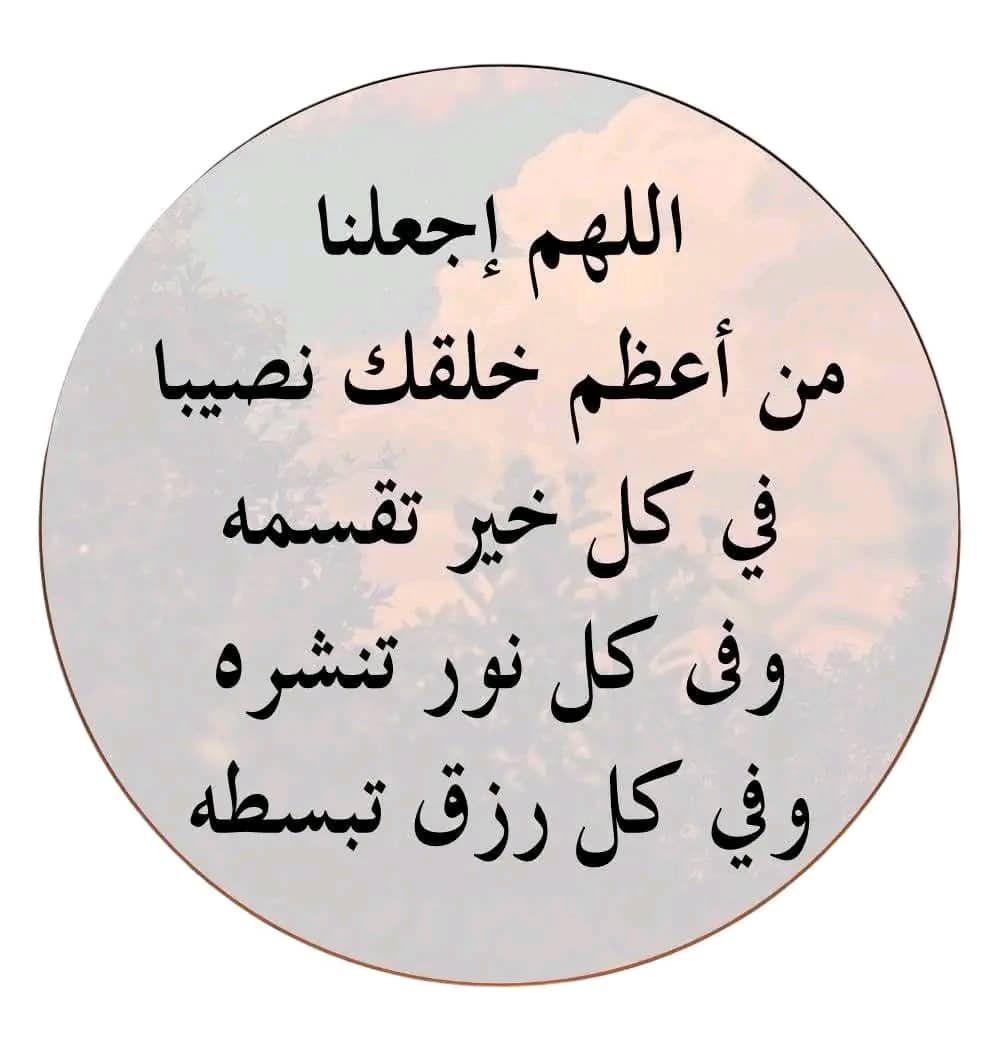 اللهم إجعلنا
من أعظم خلقك نصيبا
في كل خير تقسمه
وفى كل نور تنشره
وفي كل رزق تبسطه